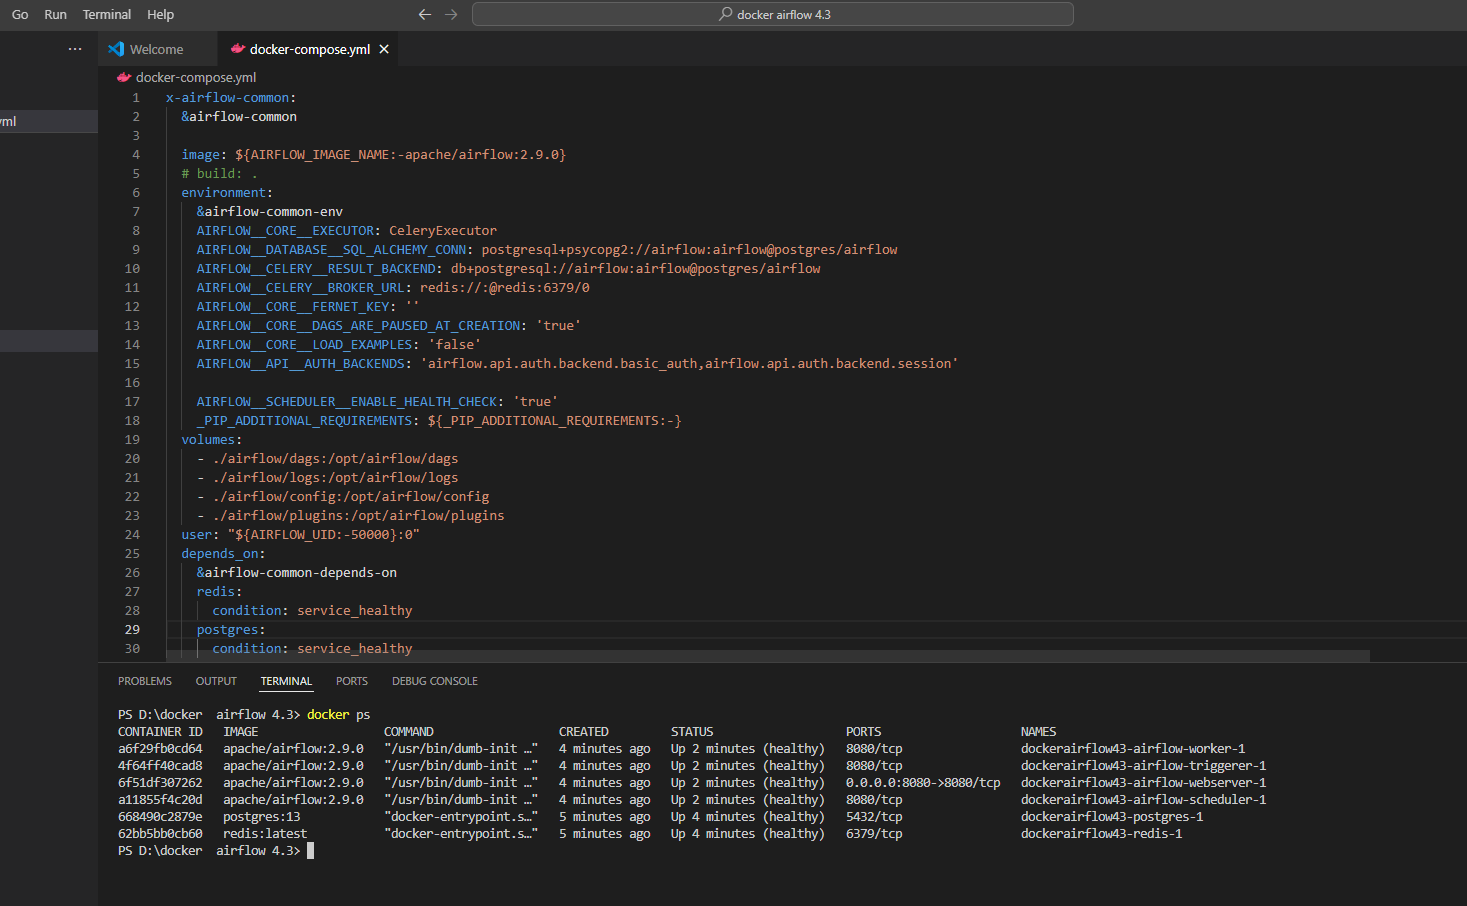 Go Run Terminal Help
docker airflow 4.3
Welcome
docker-compose.yml
docker-compose.yml
yml
1 x-airflow-common:
2 &airflow-common
3
4 image: ${AIRFLOW_IMAGE_NAME:-apache/airflow:2.9.0}
5 # build: .
6 environment:
7 &airflow-common-env
8 AIRFLOW__CORE__EXECUTOR: CeleryExecutor
9 AIRFLOW__DATABASE__SQL_ALCHEMY_CONN: postgresql+psycopg2://airflow:airflow@postgres/airflow
10 AIRFLOW__CELERY__RESULT_BACKEND: db+postgresql://airflow:airflow@postgres/airflow
11 AIRFLOW__CELERY__BROKER_URL: redis://:@redis:6379/0
12 AIRFLOW__CORE__FERNET_KEY: ''
13 AIRFLOW__CORE__DAGS_ARE_PAUSED_AT_CREATION: 'true'
14 AIRFLOW__CORE__LOAD_EXAMPLES: 'false'
15 AIRFLOW__API__AUTH_BACKENDS: 'airflow.api.auth.backend.basic_auth,airflow.api.auth.backend.session'
16
17 AIRFLOW__SCHEDULER__ENABLE_HEALTH_CHECK: 'true'
18 _PIP_ADDITIONAL_REQUIREMENTS: ${_PIP_ADDITIONAL_REQUIREMENTS:-}
19 volumes:
20 - ./airflow/dags:/opt/airflow/dags
21 - ./airflow/logs:/opt/airflow/logs
22 - ./airflow/config:/opt/airflow/config
23 - ./airflow/plugins:/opt/airflow/plugins
24 user: "${AIRFLOW_UID:-50000}:0"
25 depends_on:
26 &airflow-common-depends-on
27 redis:
28 condition: service_healthy
29 postgres:
30 condition: service_healthy
PROBLEMS OUTPUT TERMINAL PORTS DEBUG CONSOLE
PS D:\docker  airflow 4.3> docker ps
CONTAINER ID IMAGE COMMAND CREATED STATUS PORTS NAMES
a6f29fb0cd64 apache/airflow:2.9.0 "/usr/bin/dumb-init …" 4 minutes ago Up 2 minutes (healthy) 8080/tcp dockerairflow43-airflow-worker-1
4f64ff40cad8 apache/airflow:2.9.0 "/usr/bin/dumb-init …" 4 minutes ago Up 2 minutes (healthy) 8080/tcp dockerairflow43-airflow-triggerer-1
6f51df307262 apache/airflow:2.9.0 "/usr/bin/dumb-init …" 4 minutes ago Up 2 minutes (healthy) 0.0.0.0:8080->8080/tcp dockerairflow43-airflow-webserver-1
a11855f4c20d apache/airflow:2.9.0 "/usr/bin/dumb-init …" 4 minutes ago Up 2 minutes (healthy) 8080/tcp dockerairflow43-airflow-scheduler-1
668490c2879e postgres:13 "docker-entrypoint.s…" 5 minutes ago Up 4 minutes (healthy) 5432/tcp dockerairflow43-postgres-1
62bb5bb0cb60 redis:latest "docker-entrypoint.s…" 5 minutes ago Up 4 minutes (healthy) 6379/tcp dockerairflow43-redis-1
PS D:\docker  airflow 4.3>